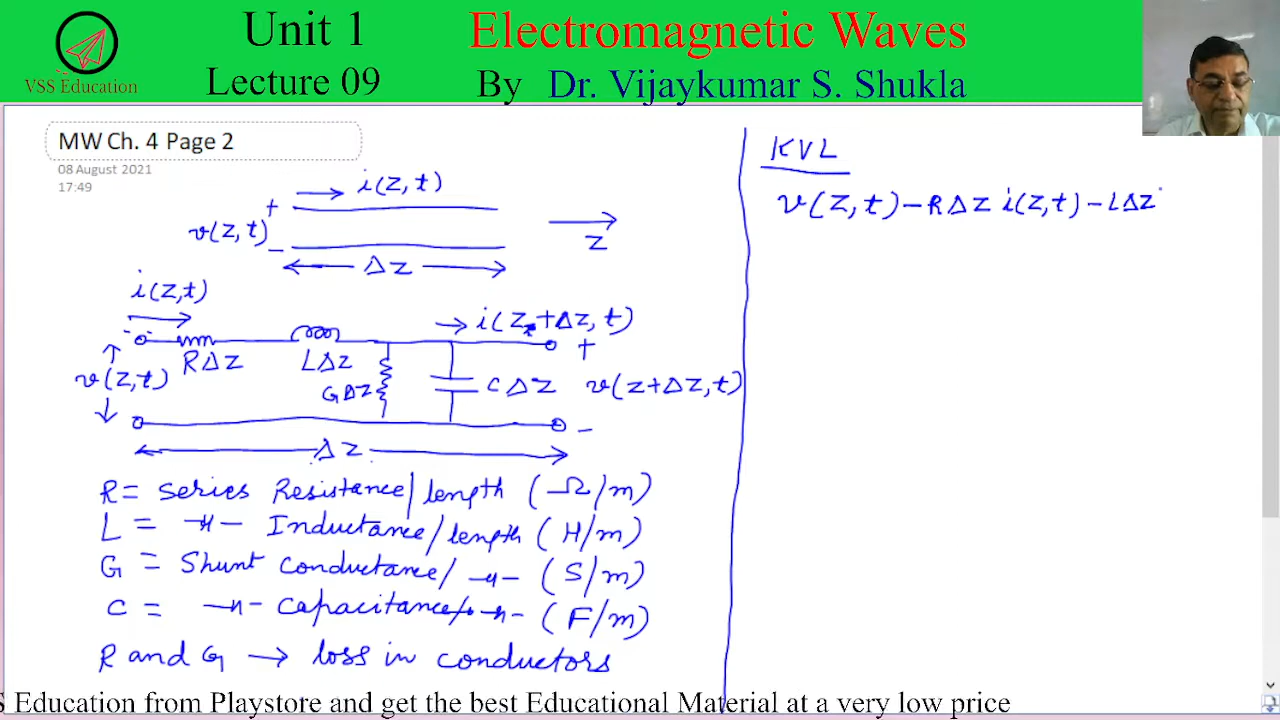 Unit 1
Electromagnetic Waves
VSS Education
Lecture 09
By Dr. Vijaykumar S. Shukla
MW Ch. 4 Page 2
08 August 2021
17:49
i(z,t)
+
v(z,t)
-
z
Δz
i(z,t)
i(z+Δz,t)
RΔz
LΔz
+
v(z,t)
GΔz
CΔz
v(z+Δz,t)
-
Δz
R= Series Resistance/length (Ω/m)
L = -〃- Inductance/length (H/m)
G = Shunt conductance/ -〃- (S/m)
C = -〃- capacitance/ -〃- (F/m)
R and G → loss in conductors
KVL
v(z,t)-RΔz i(z,t)-LΔz
S Education from Playstore and get the best Educational Material at a very low price